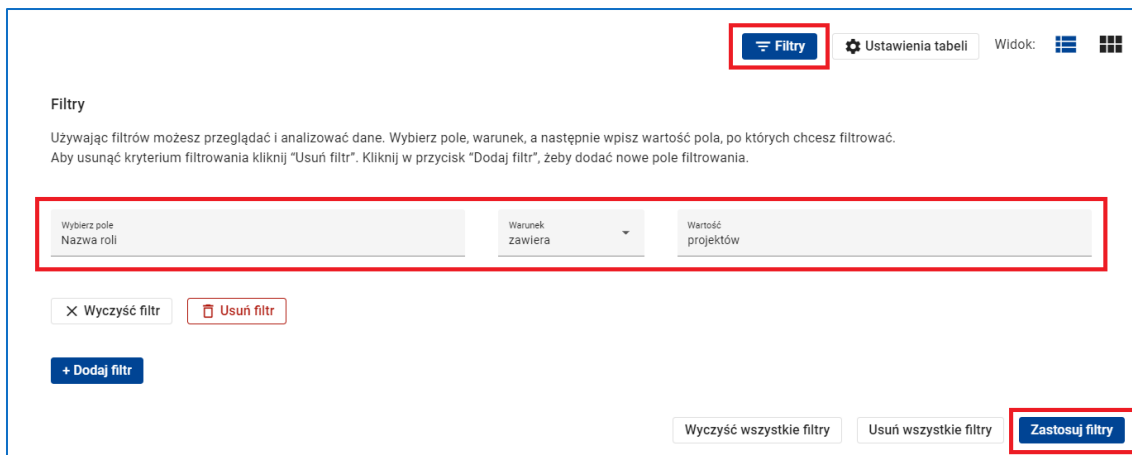 Filtry Ustawienia tabeli Widok:
Filtry
Używając filtrów możesz przeglądać i analizować dane. Wybierz pole, warunek, a następnie wpisz wartość pola, po których chcesz filtrować.
Aby usunąć kryterium filtrowania kliknij "Usuń filtr". Kliknij w przycisk "Dodaj filtr", żeby dodać nowe pole filtrowania.
Wybierz pole Warunek Wartość
Nazwa roli zawiera projektów
Wyczyść filtr Usuń filtr
+ Dodaj filtr
Wyczyść wszystkie filtry Usuń wszystkie filtry Zastosuj filtry